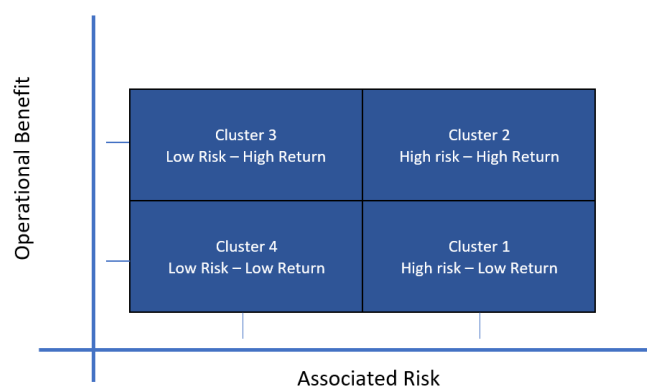 Operational Benefit
Cluster 3
Low Risk – High Return
Cluster 2
High risk – High Return
Cluster 4
Low Risk – Low Return
Cluster 1
High risk – Low Return
Associated Risk